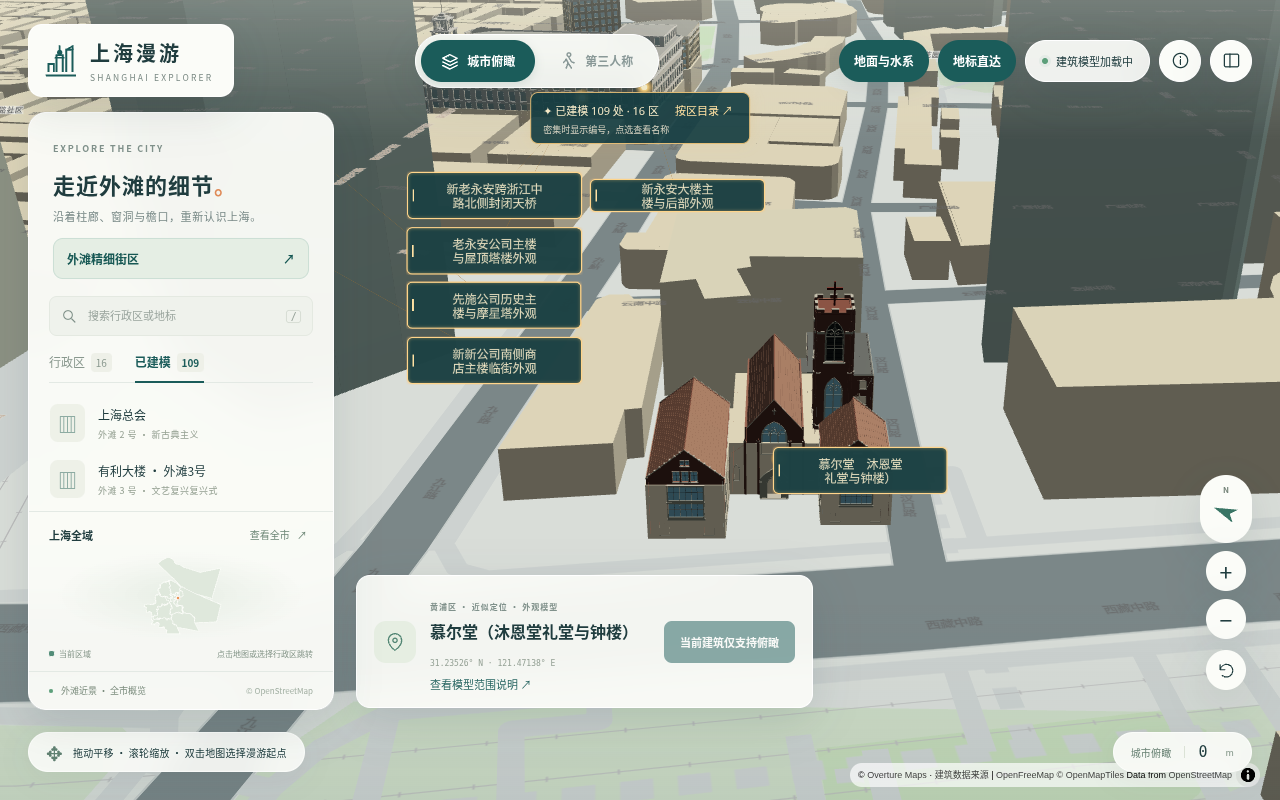 上海漫游
SHANGHAI EXPLORER
城市俯瞰
第三人称
地面与水系
地标直达
建筑模型加载中
✦ 已建模 109 处 · 16 区
按区目录 ↗
密集时显示编号，点选查看名称
EXPLORE THE CITY
走近外滩的细节。
沿着柱廊、窗洞与檐口，重新认识上海。
外滩精细街区 ↗
搜索行政区或地标 /
行政区 16
已建模 109
上海总会
外滩 2 号 · 新古典主义
有利大楼 · 外滩3号
外滩 3 号 · 文艺复兴复兴式
上海全域
查看全市 ↗
当前区域
点击地图或选择行政区跳转
外滩近景 · 全市概览
© OpenStreetMap
拖动平移 · 滚轮缩放 · 双击地图选择漫游起点
新老永安跨浙江中
路北侧封闭天桥
新永安大楼主
楼与后部外观
老永安公司主楼
与屋顶塔楼外观
先施公司历史主
楼与摩星塔外观
新新公司南侧商
店主楼临街外观
慕尔堂　沐恩堂
礼堂与钟楼）
西藏中路
西藏中路
黄浦区 · 近似定位 · 外观模型
慕尔堂（沐恩堂礼堂与钟楼）
31.23526° N · 121.47138° E
查看模型范围说明 ↗
当前建筑仅支持俯瞰
N
+
−
城市俯瞰
0 m
© Overture Maps · 建筑数据来源 | OpenFreeMap © OpenMapTiles Data from OpenStreetMap